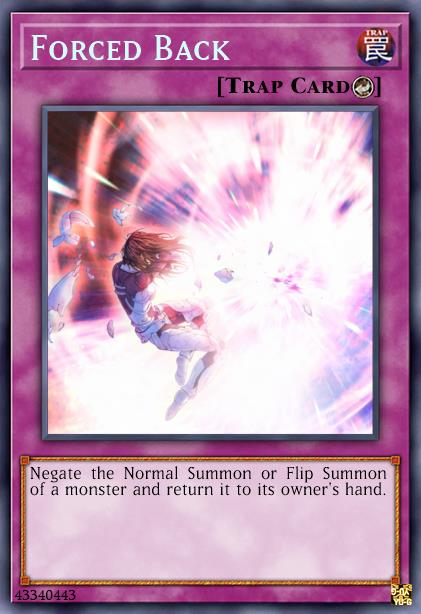 Forced Back
TRAP
罠
[Trap Card]
Negate the Normal Summon or Flip Summon
of a monster and return it to its owner's hand.
43340443